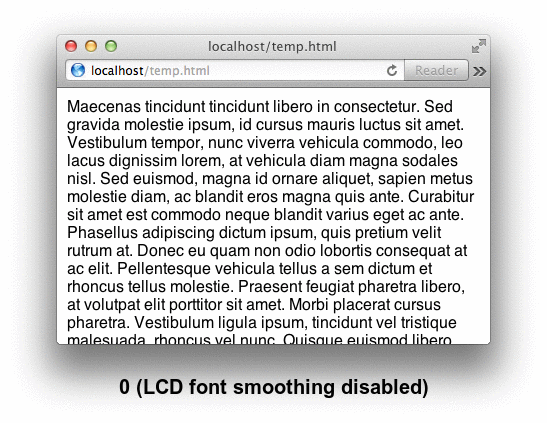 localhost/temp.html
localhost/temp.html
Reader
Maecenas tincidunt tincidunt libero in consectetur. Sed
gravida molestie ipsum, id cursus mauris luctus sit amet.
Vestibulum tempor, nunc viverra vehicula commodo, leo
lacus dignissim lorem, at vehicula diam magna sodales
nisl. Sed euismod, magna id ornare aliquet, sapien metus
molestie diam, ac blandit eros magna quis ante. Curabitur
sit amet est commodo neque blandit varius eget ac ante.
Phasellus adipiscing dictum ipsum, quis pretium velit
rutrum at. Donec eu quam non odio lobortis consequat at
ac elit. Pellentesque vehicula tellus a sem dictum et
rhoncus tellus molestie. Praesent feugiat pharetra libero,
at volutpat elit porttitor sit amet. Morbi placerat cursus
pharetra. Vestibulum ligula ipsum, tincidunt vel tristique
malesuada, rhoncus vel nunc. Quisque euismod libero
0 (LCD font smoothing disabled)